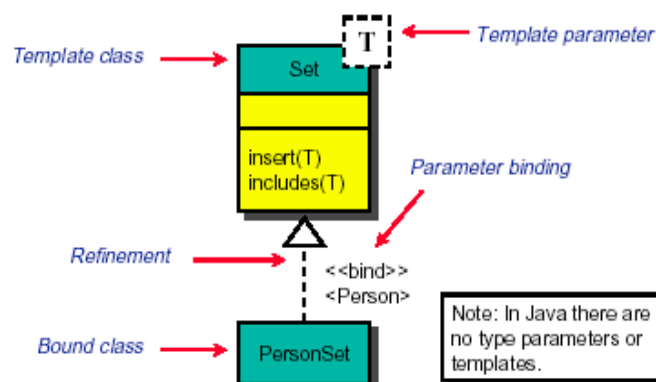 Template class
T
Template parameter
Set
insert(T)
includes(T)
Parameter binding
Refinement
<<bind>>
<Person>
Bound class
PersonSet
Note: In Java there are
no type parameters or
templates.